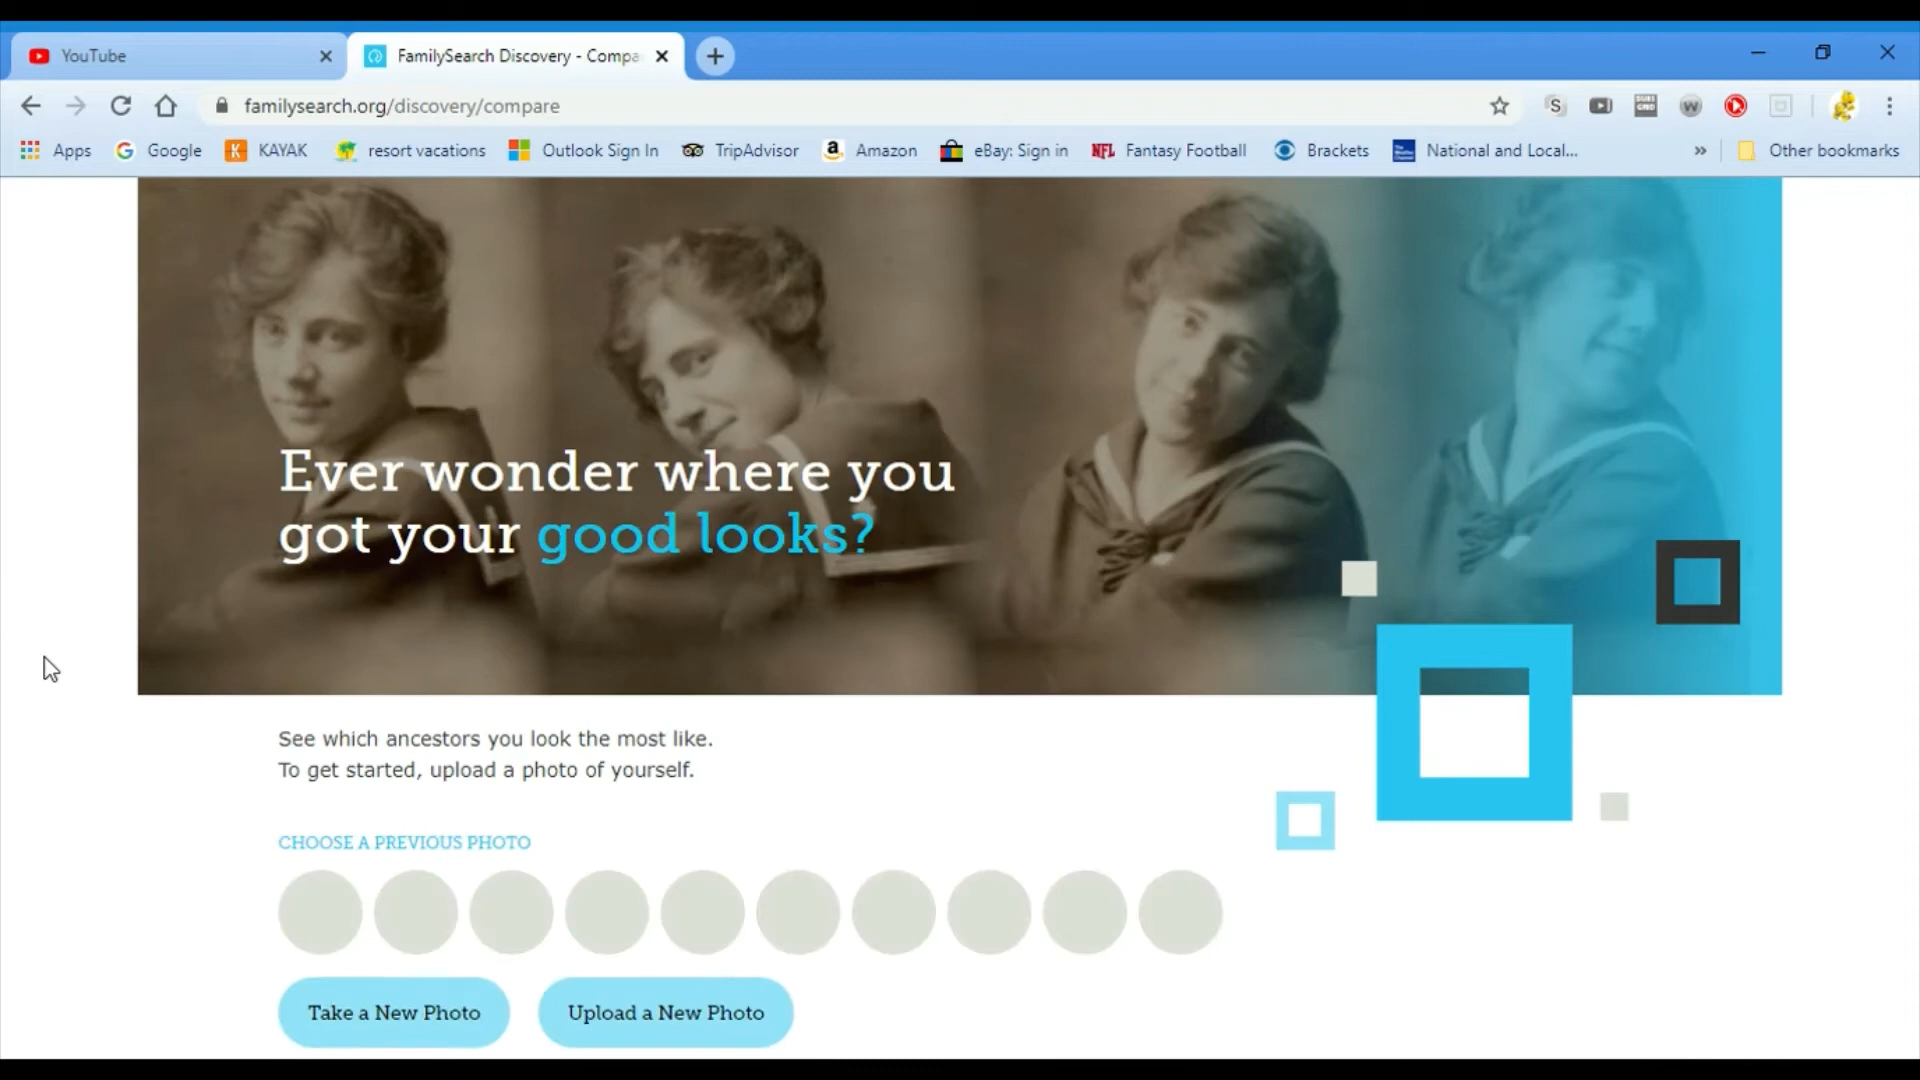 YouTube
FamilySearch Discovery - Compa
familysearch.org/discovery/compare
Apps Google KAYAK resort vacations Outlook Sign In TripAdvisor Amazon eBay: Sign in NFL Fantasy Football Brackets National and Local... » Other bookmarks
Ever wonder where you
got your good looks?
See which ancestors you look the most like.
To get started, upload a photo of yourself.
CHOOSE A PREVIOUS PHOTO
Take a New Photo Upload a New Photo